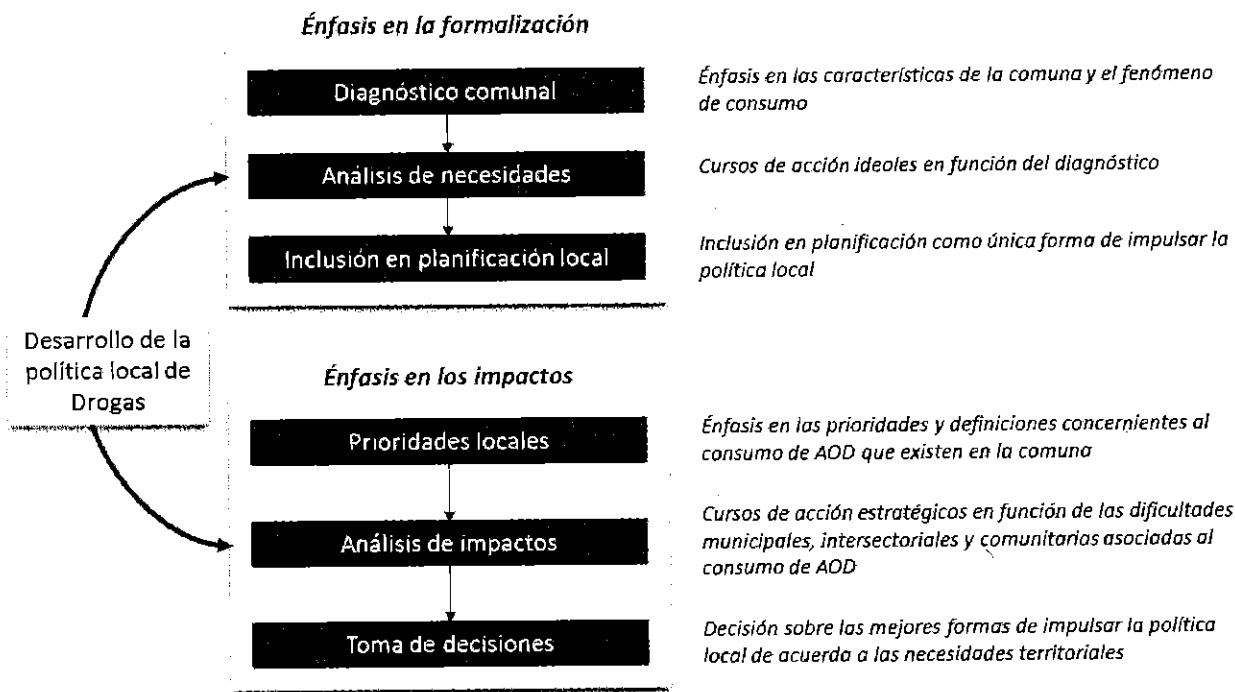 Énfasis en la formalización
Diagnóstico comunal
Énfasis en las características de la comuna y el fenómeno
de consumo
Análisis de necesidades
Cursos de acción ideales en función del diagnóstico
Inclusión en planificación local
Inclusión en planificación como única forma de impulsar la
política local
Desarrollo de la
política local de
Drogas
Énfasis en los impactos
Prioridades locales
Énfasis en las prioridades y definiciones concernientes al
consumo de AOD que existen en la comuna
Análisis de impactos
Cursos de acción estratégicos en función de las dificultades
municipales, intersectoriales y comunitarias asociadas al
consumo de AOD
Toma de decisiones
Decisión sobre las mejores formas de impulsar la política
local de acuerda a las necesidades territoriales